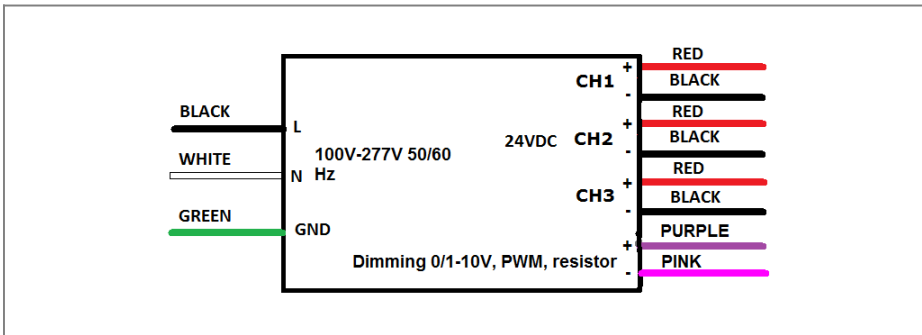 RED
+
CH1
BLACK
-
BLACK
L
RED
+
24VDC
CH2
BLACK
-
WHITE
N
100V-277V 50/60
Hz
RED
+
CH3
BLACK
-
GREEN
GND
PURPLE
+
Dimming 0/1-10V, PWM, resistor
-
PINK